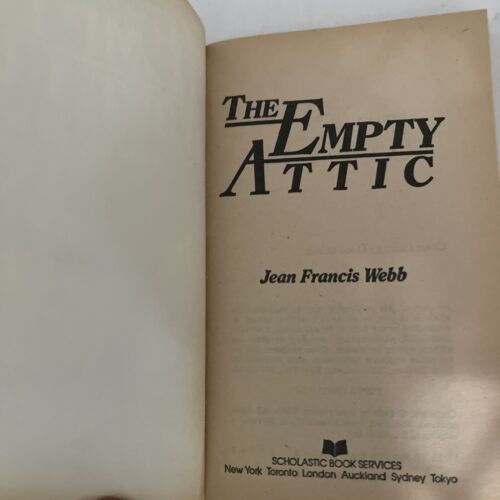 THE EMPTY
ATTIC
Jean Francis Webb
SCHOLASTIC BOOK SERVICES
New York Toronto London Auckland Sydney Tokyo